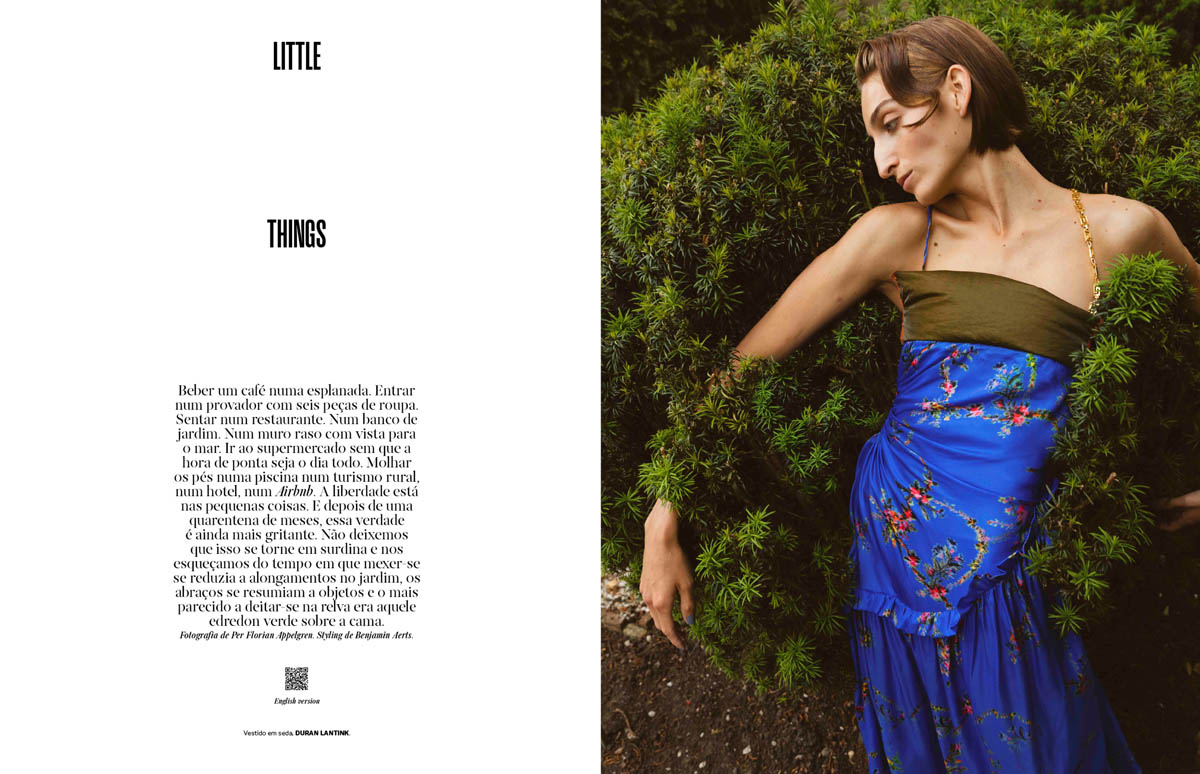 LITTLE
THINGS
Beber um café numa esplanada. Entrar
num provador com seis peças de roupa.
Sentar num restaurante. Num banco de
jardim. Num muro raso com vista para
o mar. Ir ao supermercado sem que a
hora de ponta seja o dia todo. Molhar
os pés numa piscina num turismo rural,
num hotel, num Airbnb. A liberdade está
nas pequenas coisas. E depois de uma
quarentena de meses, essa verdade
é ainda mais gritante. Não deixemos
que isso se torne em surdina e nos
esqueçamos do tempo em que mexer-se
se reduzia a alongamentos no jardim, os
abraços se resumiam a objetos e o mais
parecido a deitar-se na relva era aquele
edredon verde sobre a cama.
Fotografia de Per Florian Appelgren. Styling de Benjamin Aerts.
English version
Vestido em seda, DURAN LANTINK.